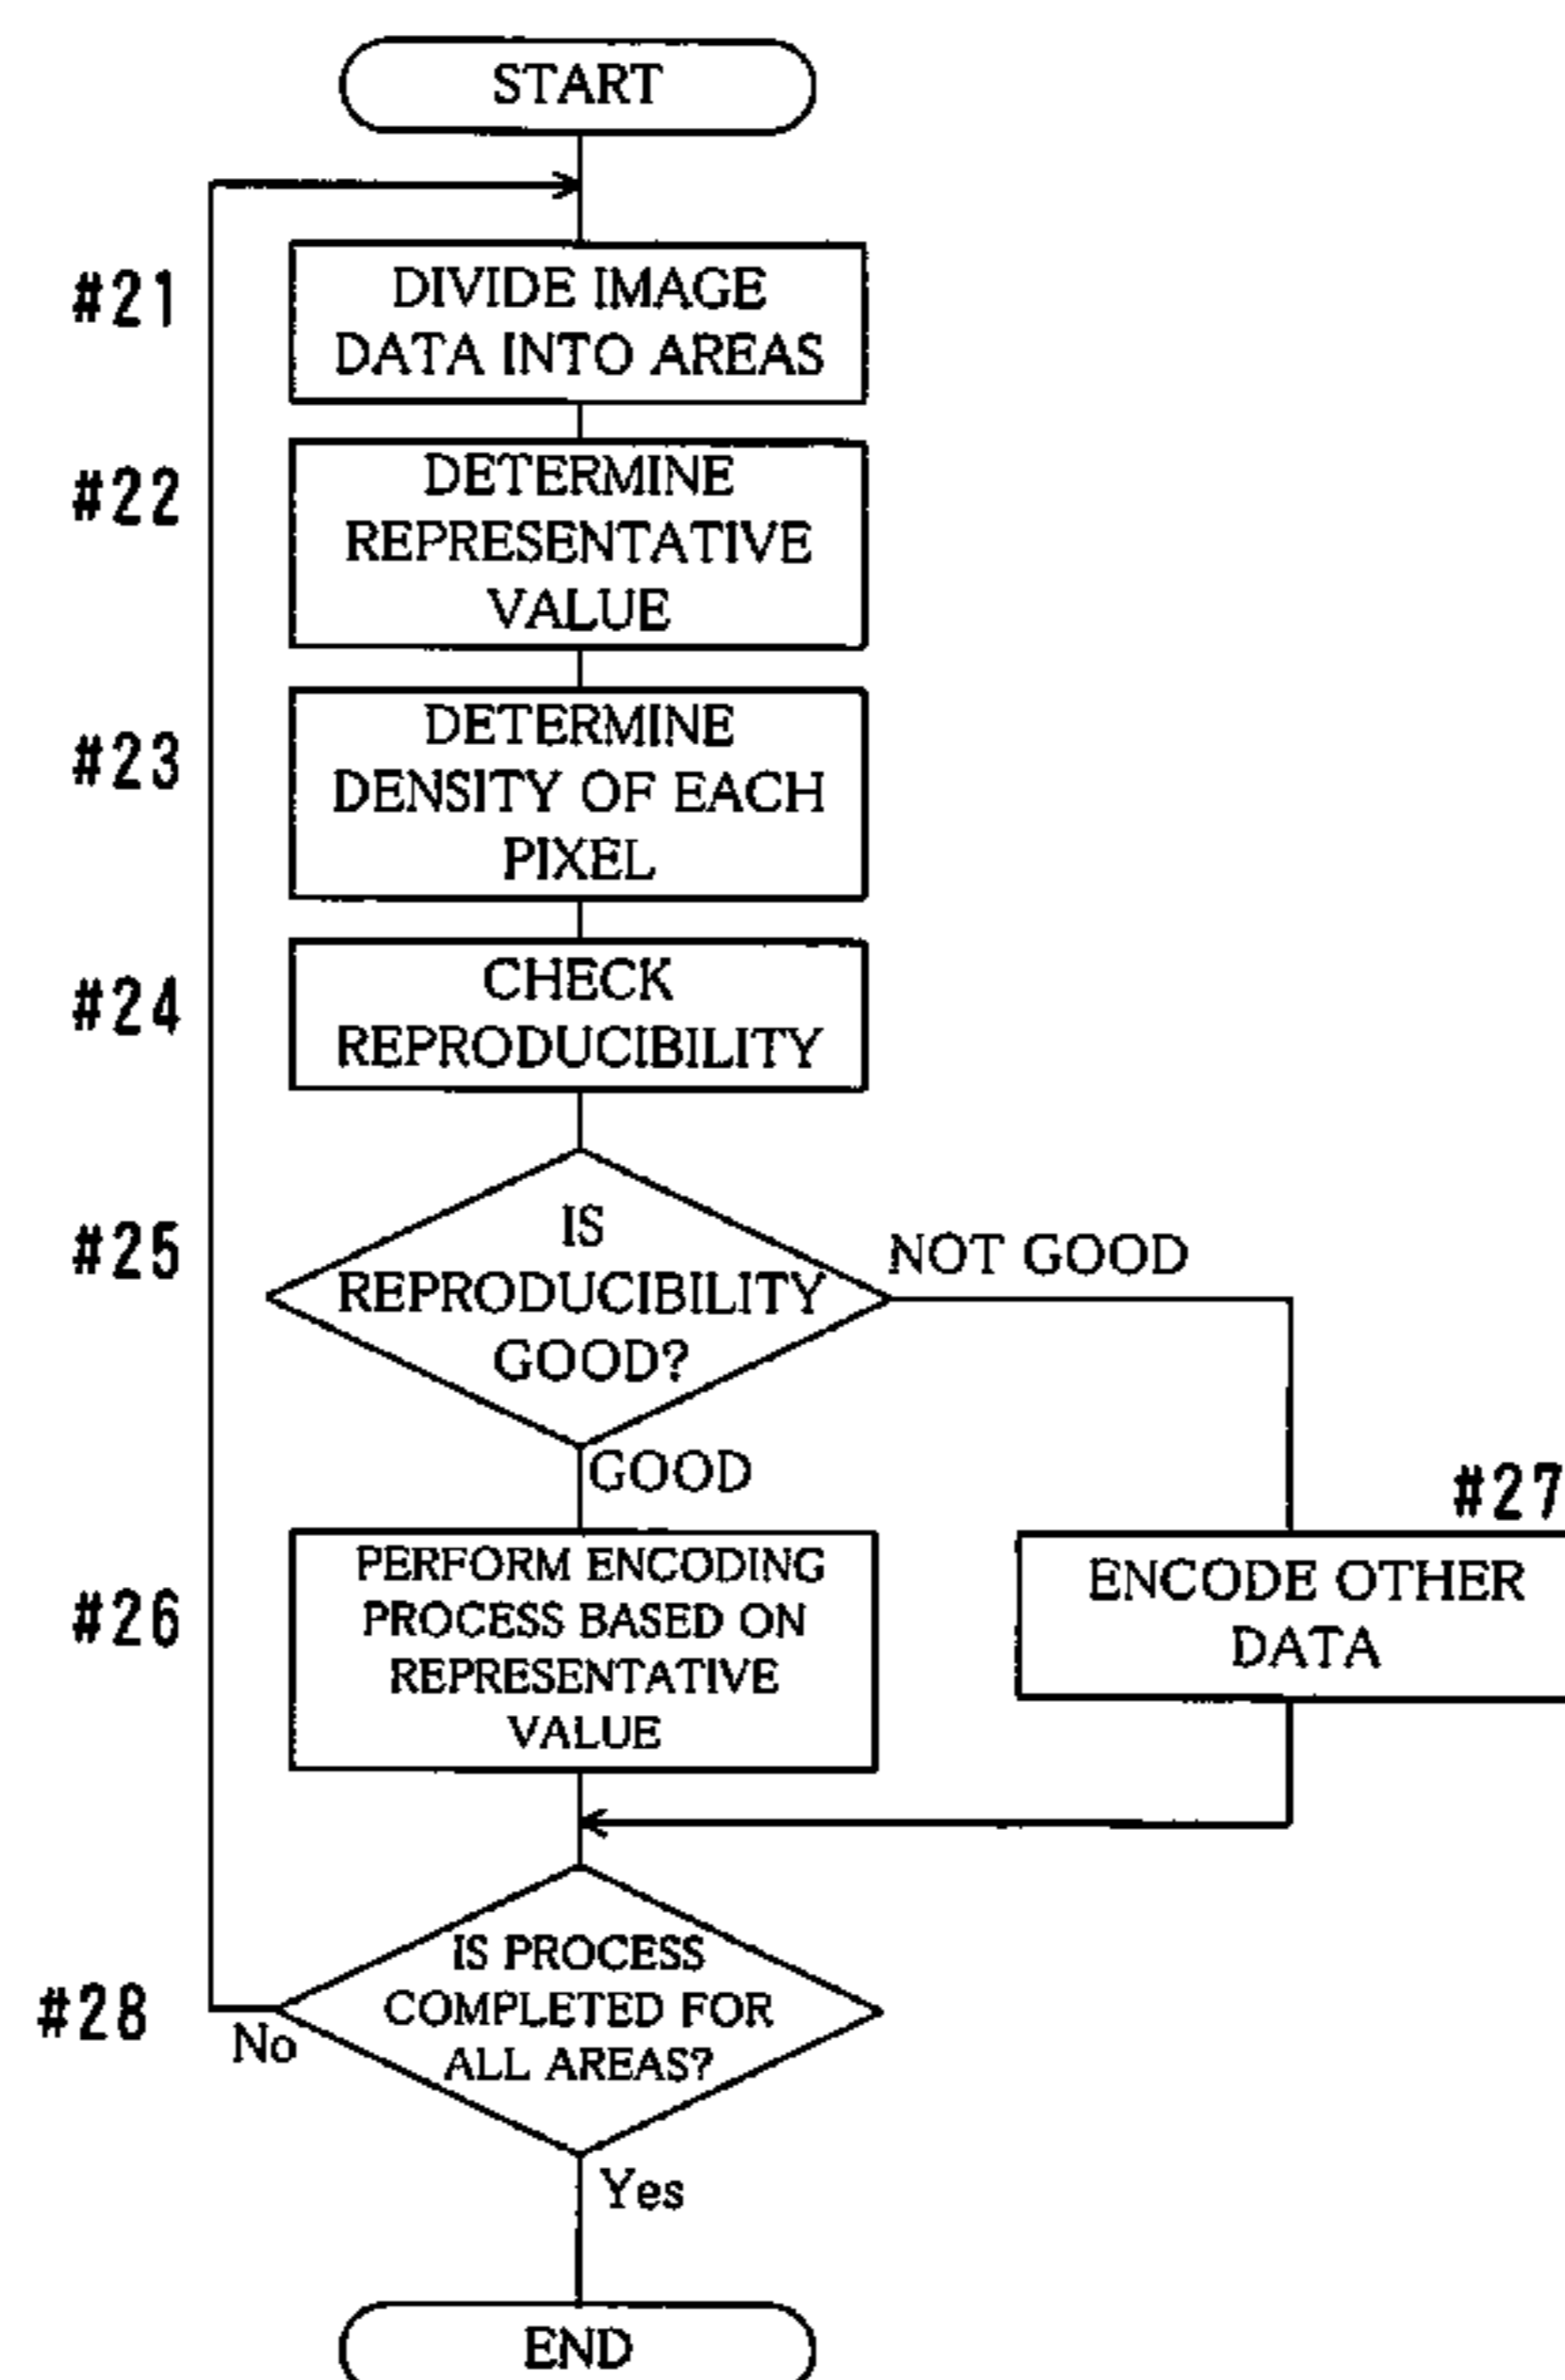 START
#21
DIVIDE IMAGE
DATA INTO AREAS
#22
DETERMINE
REPRESENTATIVE
VALUE
#23
DETERMINE
DENSITY OF EACH
PIXEL
#24
CHECK
REPRODUCIBILITY
#25
IS
REPRODUCIBILITY
GOOD?
NOT GOOD
GOOD
#26
PERFORM ENCODING
PROCESS BASED ON
REPRESENTATIVE
VALUE
#27
ENCODE OTHER
DATA
#28
IS PROCESS
COMPLETED FOR
ALL AREAS?
No
Yes
END